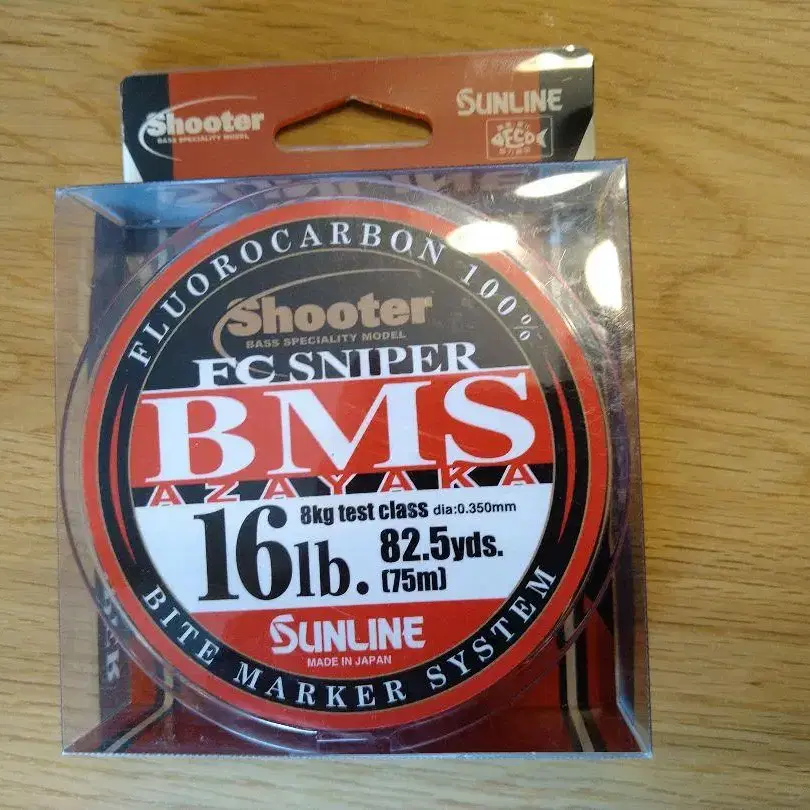 Shooter
BASS SPECIALITY MODEL
SUNLINE
FECO
FLUOROCARBON 100%
Shooter
BASS SPECIALITY MODEL
FC SNIPER
BMS
AZAYAKA
8kg test class dia:0.350mm
16lb. 82.5yds.
(75m)
SUNLINE
MADE IN JAPAN
BITE MARKER SYSTEM